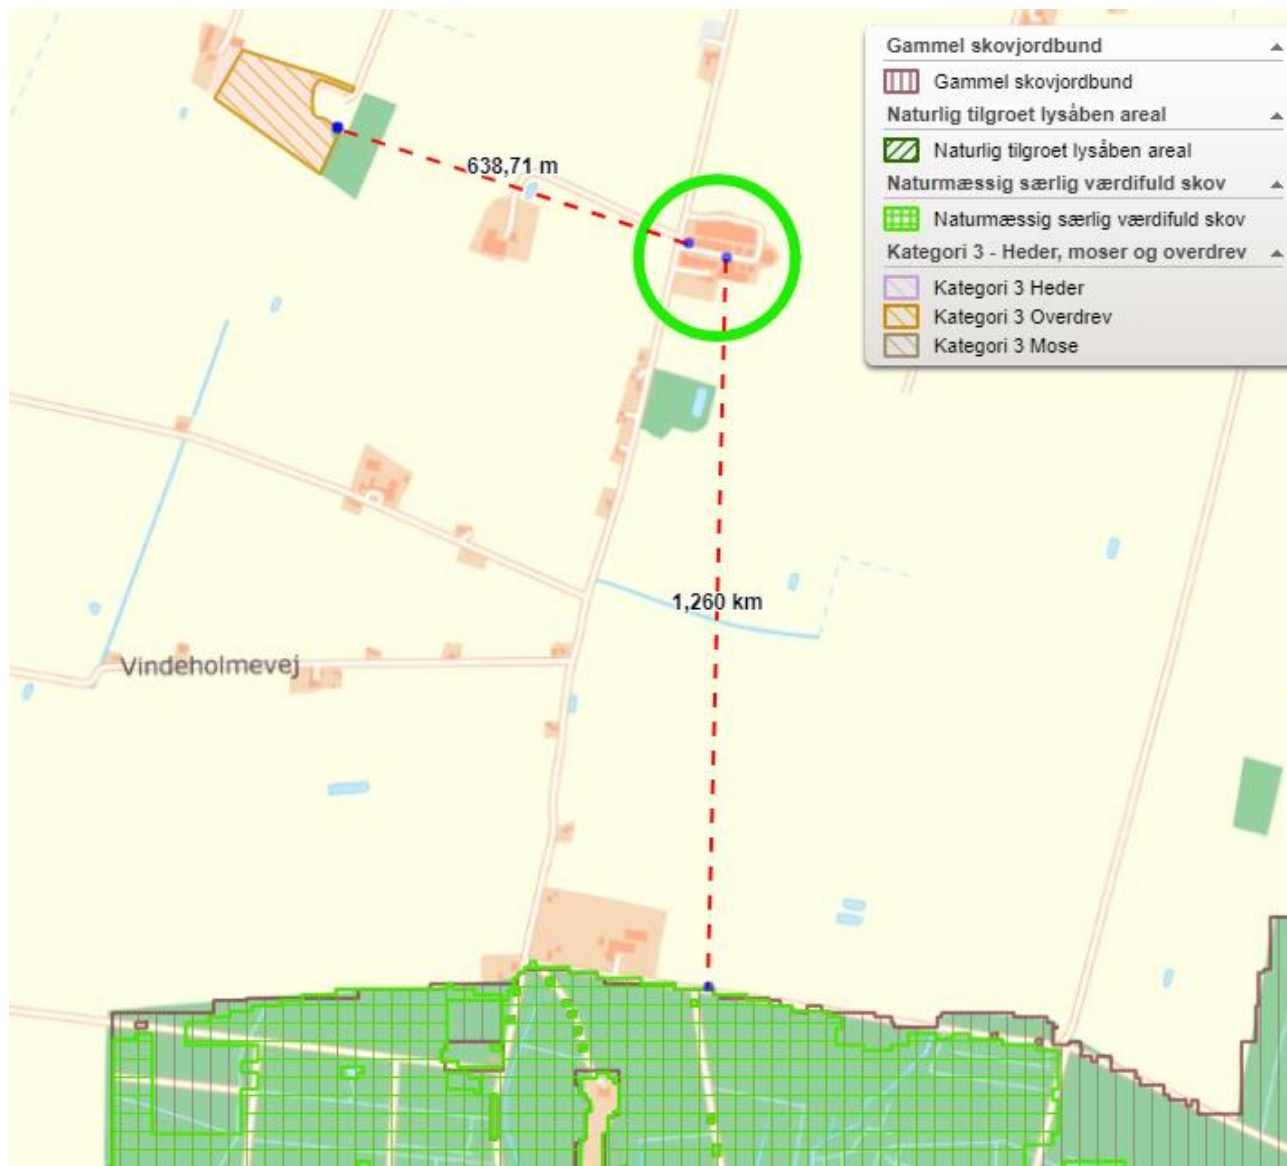 Gammel skovjordbund
Gammel skovjordbund
Naturlig tilgroet lysåben areal
Naturlig tilgroet lysåben areal
Naturmæssig særlig værdifuld skov
Naturmæssig særlig værdifuld skov
Kategori 3 - Heder, moser og overdrev
Kategori 3 Heder
Kategori 3 Overdrev
Kategori 3 Mose
638,71 m
1,260 km
Vindeholmevej